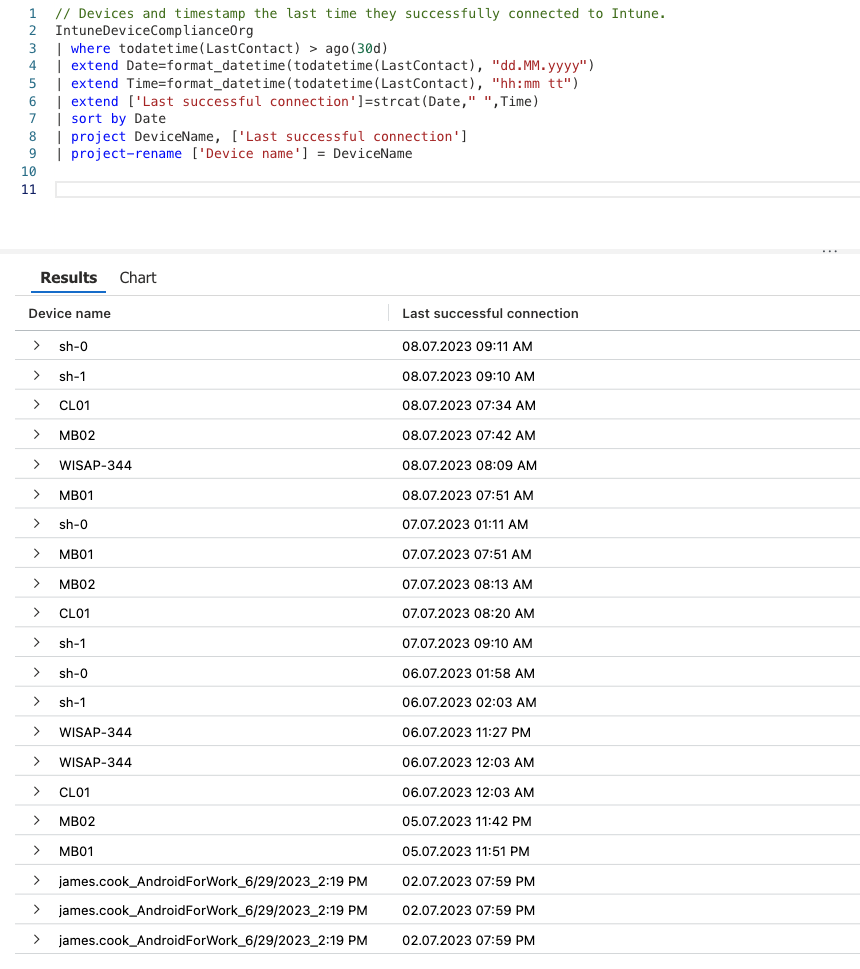 1 // Devices and timestamp the last time they successfully connected to Intune.
2 IntuneDeviceComplianceOrg
3 | where todatetime(LastContact) > ago(30d)
4 | extend Date=format_datetime(todatetime(LastContact), "dd.MM.yyyy")
5 | extend Time=format_datetime(todatetime(LastContact), "hh:mm tt")
6 | extend ['Last successful connection']=strcat(Date," ",Time)
7 | sort by Date
8 | project DeviceName, ['Last successful connection']
9 | project-rename ['Device name'] = DeviceName
10
11
...
Results Chart
Device name Last successful connection
sh-0 08.07.2023 09:11 AM
sh-1 08.07.2023 09:10 AM
CL01 08.07.2023 07:34 AM
MB02 08.07.2023 07:42 AM
WISAP-344 08.07.2023 08:09 AM
MB01 08.07.2023 07:51 AM
sh-0 07.07.2023 01:11 AM
MB01 07.07.2023 07:51 AM
MB02 07.07.2023 08:13 AM
CL01 07.07.2023 08:20 AM
sh-1 07.07.2023 09:10 AM
sh-0 06.07.2023 01:58 AM
sh-1 06.07.2023 02:03 AM
WISAP-344 06.07.2023 11:27 PM
WISAP-344 06.07.2023 12:03 AM
CL01 06.07.2023 12:03 AM
MB02 05.07.2023 11:42 PM
MB01 05.07.2023 11:51 PM
james.cook_AndroidForWork_6/29/2023_2:19 PM 02.07.2023 07:59 PM
james.cook_AndroidForWork_6/29/2023_2:19 PM 02.07.2023 07:59 PM
james.cook_AndroidForWork_6/29/2023_2:19 PM 02.07.2023 07:59 PM